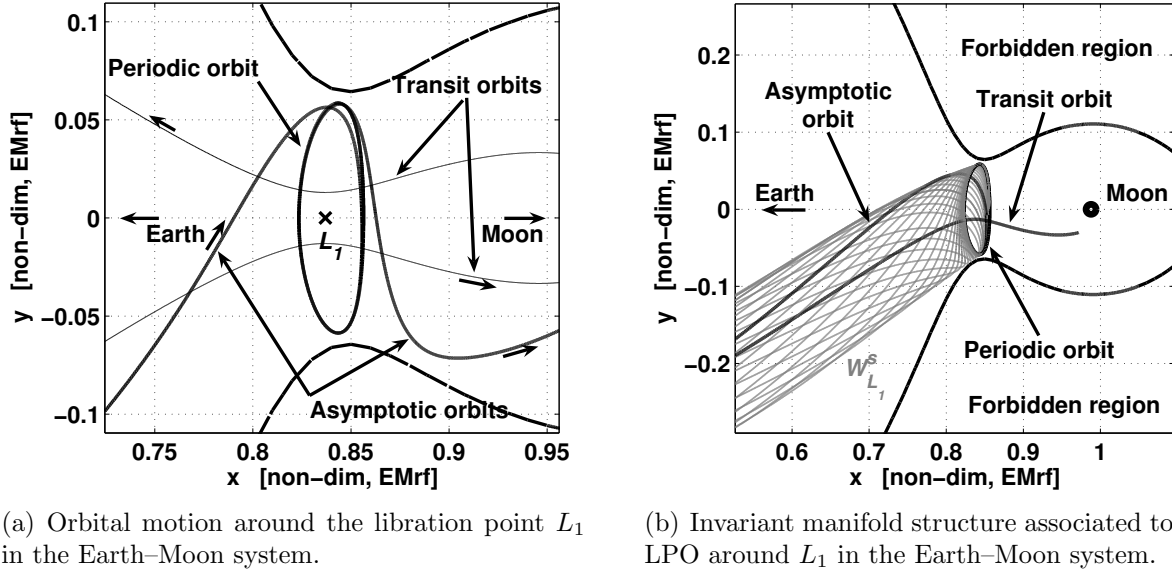 0.1
0.05
0
−0.05
−0.1
y [non-dim, EMrf]
Periodic orbit
Transit orbits
Earth
L1
Moon
Asymptotic orbits
0.75
0.8
0.85
0.9
0.95
x [non-dim, EMrf]
(a) Orbital motion around the libration point L1
in the Earth–Moon system.
0.2
0.1
0
−0.1
−0.2
y [non-dim, EMrf]
Forbidden region
Asymptotic
orbit
Transit orbit
Earth
Moon
Periodic orbit
W^s_{L_1}
Forbidden region
0.6
0.7
0.8
0.9
1
x [non-dim, EMrf]
(b) Invariant manifold structure associated to
LPO around L1 in the Earth–Moon system.